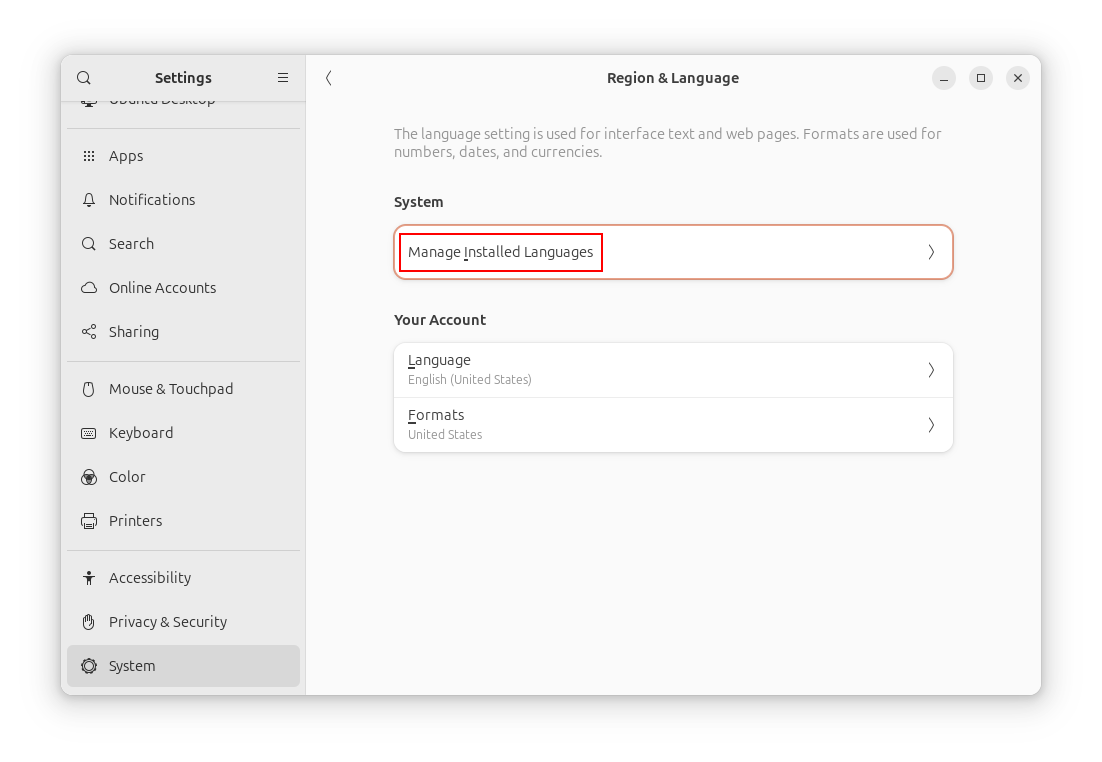 Settings
Region & Language
Ubuntu Desktop
Apps
Notifications
Search
Online Accounts
Sharing
Mouse & Touchpad
Keyboard
Color
Printers
Accessibility
Privacy & Security
System
The language setting is used for interface text and web pages. Formats are used for
numbers, dates, and currencies.
System
Manage Installed Languages
Your Account
Language
English (United States)
Formats
United States